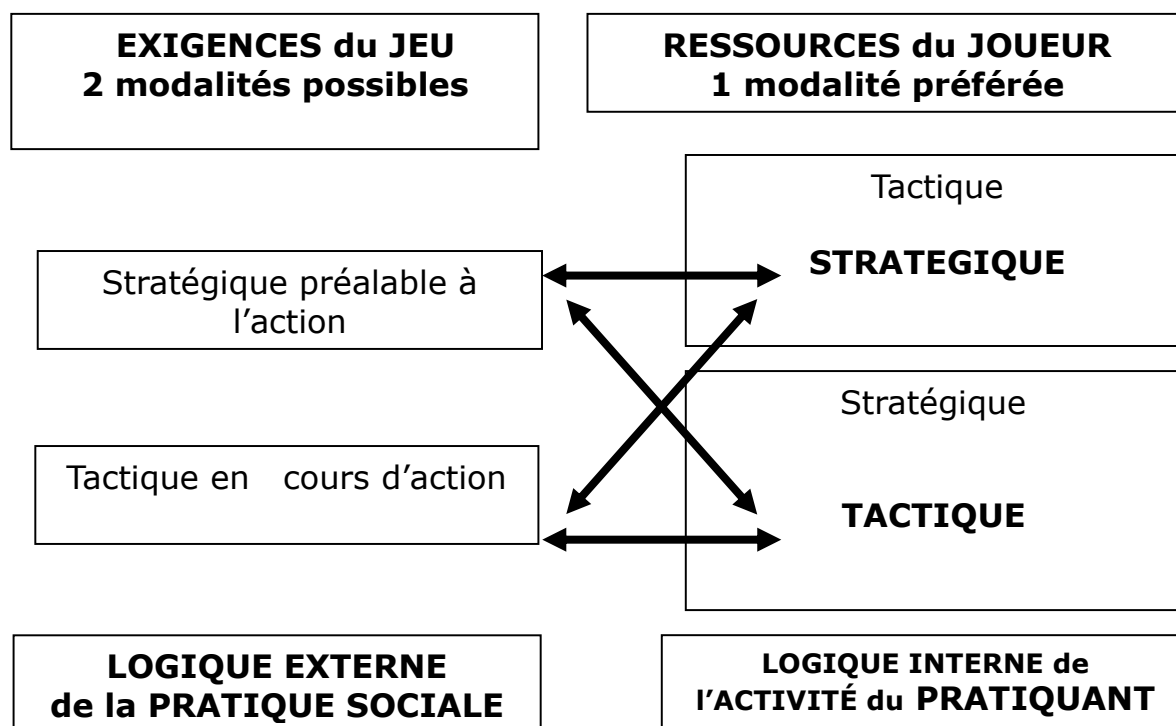 EXIGENCES du JEU
2 modalités possibles
RESSOURCES du JOUEUR
1 modalité préférée
Tactique
STRATEGIQUE
Stratégique préalable à
l’action
Stratégique
TACTIQUE
Tactique en cours d’action
LOGIQUE EXTERNE
de la PRATIQUE SOCIALE
LOGIQUE INTERNE de
l’ACTIVITÉ du PRATIQUANT